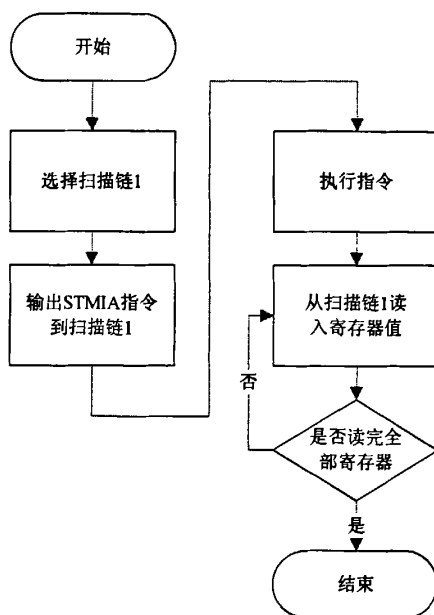 开始
选择扫描链1
输出STMIA指令
到扫描链1
执行指令
从扫描链1读
入寄存器值
否
是否读完全
部寄存器
是
结束